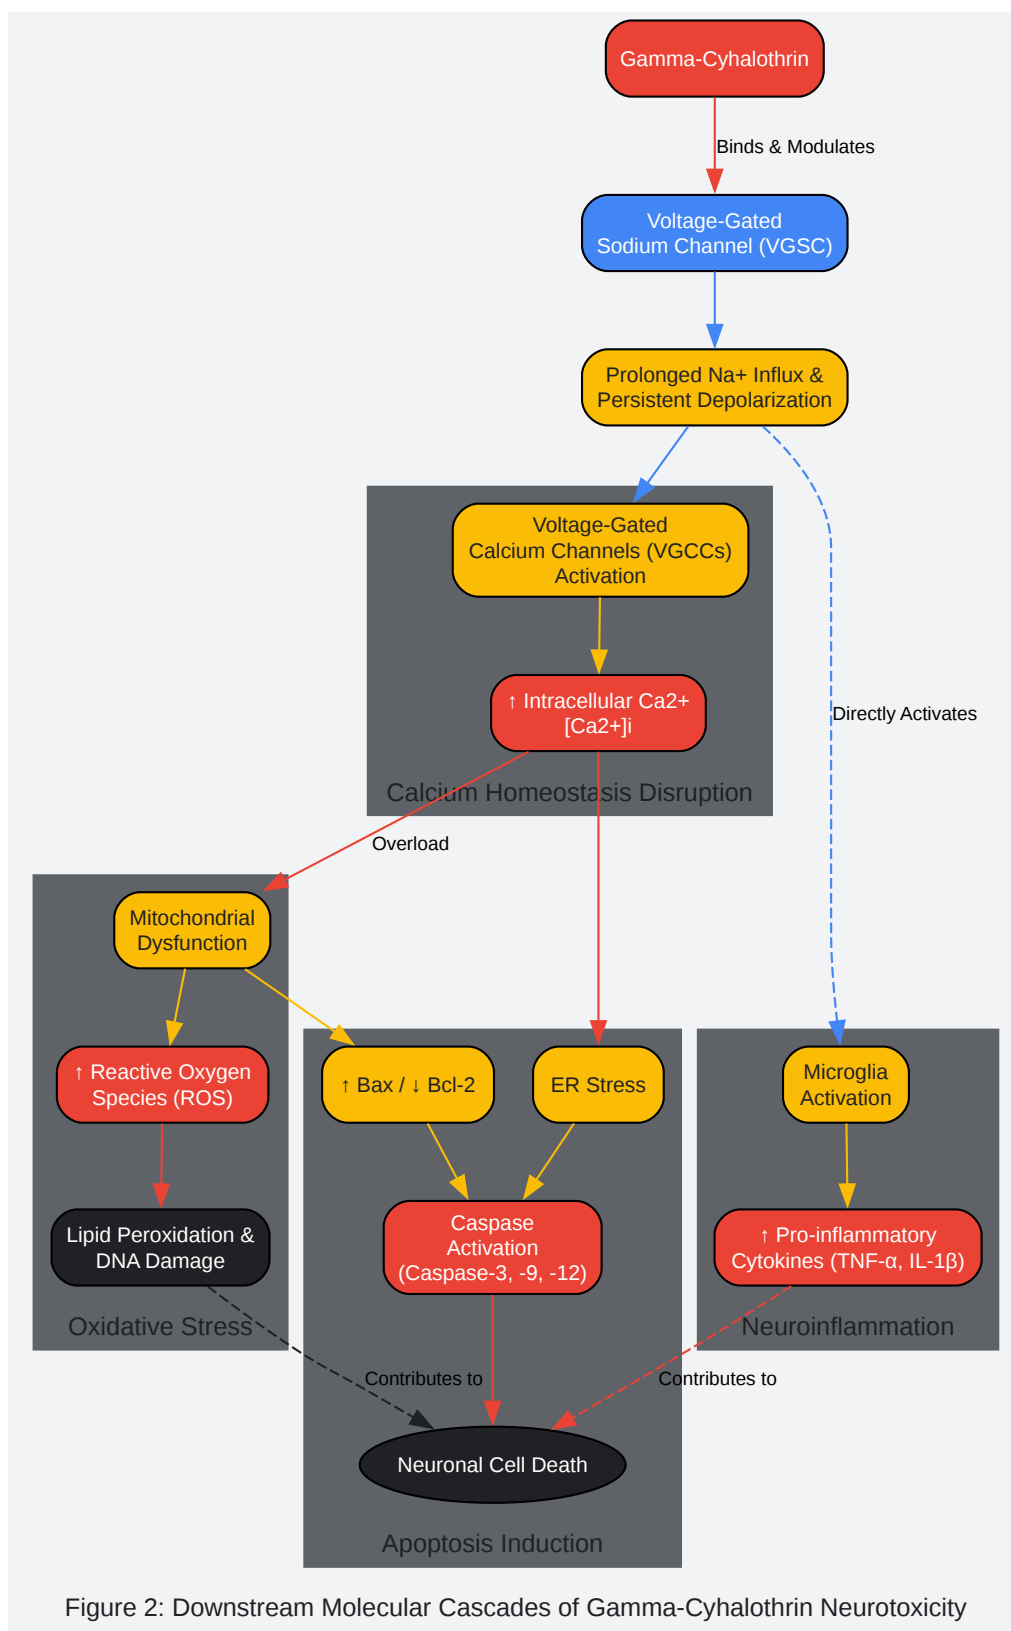 Gamma-Cyhalothrin
Binds & Modulates
Voltage-Gated
Sodium Channel (VGSC)
Prolonged Na+ Influx &
Persistent Depolarization
Voltage-Gated
Calcium Channels (VGCCs)
Activation
↑ Intracellular Ca2+
[Ca2+]i
Directly Activates
Calcium Homeostasis Disruption
Overload
Mitochondrial
Dysfunction
↑ Reactive Oxygen
Species (ROS)
↑ Bax / ↓ Bcl-2
ER Stress
Microglia
Activation
Lipid Peroxidation &
DNA Damage
Caspase
Activation
(Caspase-3, -9, -12)
↑ Pro-inflammatory
Cytokines (TNF-α, IL-1β)
Oxidative Stress
Neuroinflammation
Contributes to
Contributes to
Neuronal Cell Death
Apoptosis Induction
Figure 2: Downstream Molecular Cascades of Gamma-Cyhalothrin Neurotoxicity